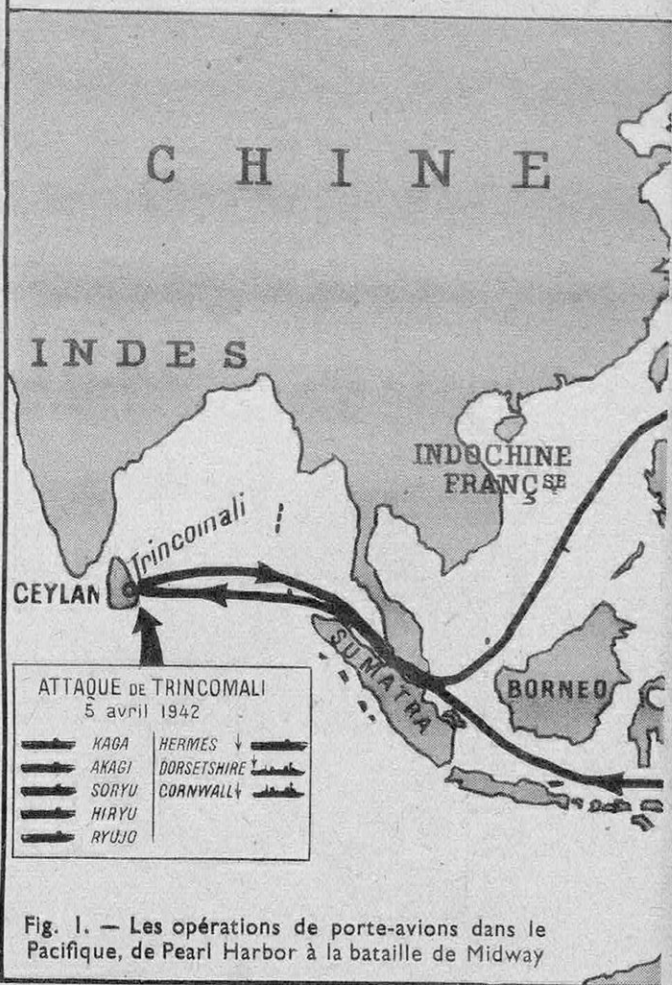 CHINE
INDES
INDOCHINE
FRANÇSE
Trincomali
CEYLAN
SUMATRA
BORNEO
C
ATTAQUE DE TRINCOMALI
5 avril 1942
KAGA HERMES ↓
AKAGI DORSETSHIRE ↓
SORYU CORNWALL ↓
HIRYU
RYUJO
Fig. 1. — Les opérations de porte-avions dans le
Pacifique, de Pearl Harbor à la bataille de Midway